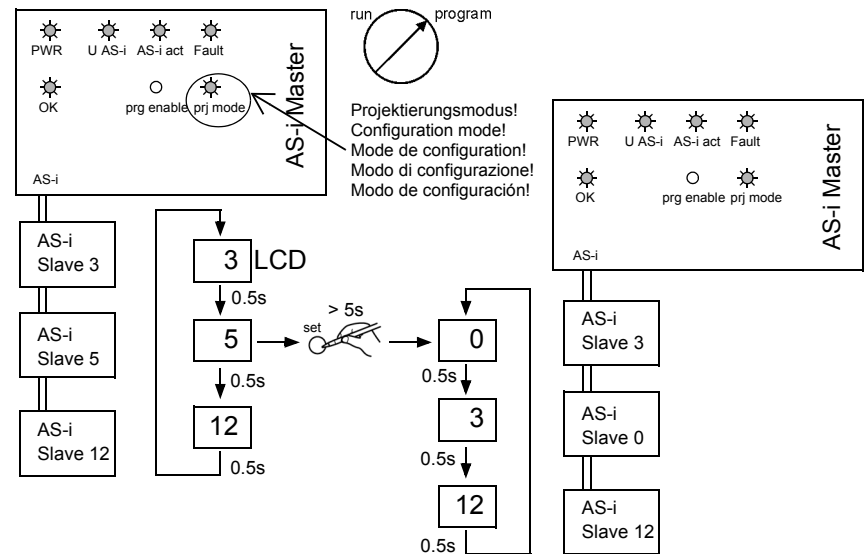 run program
PWR U AS-i AS-i act Fault
OK prg enable prj mode
AS-i Master
AS-i
Projektierungsmodus!
Configuration mode!
Mode de configuration!
Modo di configurazione!
Modo de configuración!
AS-i
Slave 3
AS-i
Slave 5
AS-i
Slave 12
3 LCD
0.5s
5
0.5s
12
0.5s
> 5s
set
0
0.5s
3
0.5s
12
0.5s
PWR U AS-i AS-i act Fault
OK prg enable prj mode
AS-i Master
AS-i
AS-i
Slave 3
AS-i
Slave 0
AS-i
Slave 12